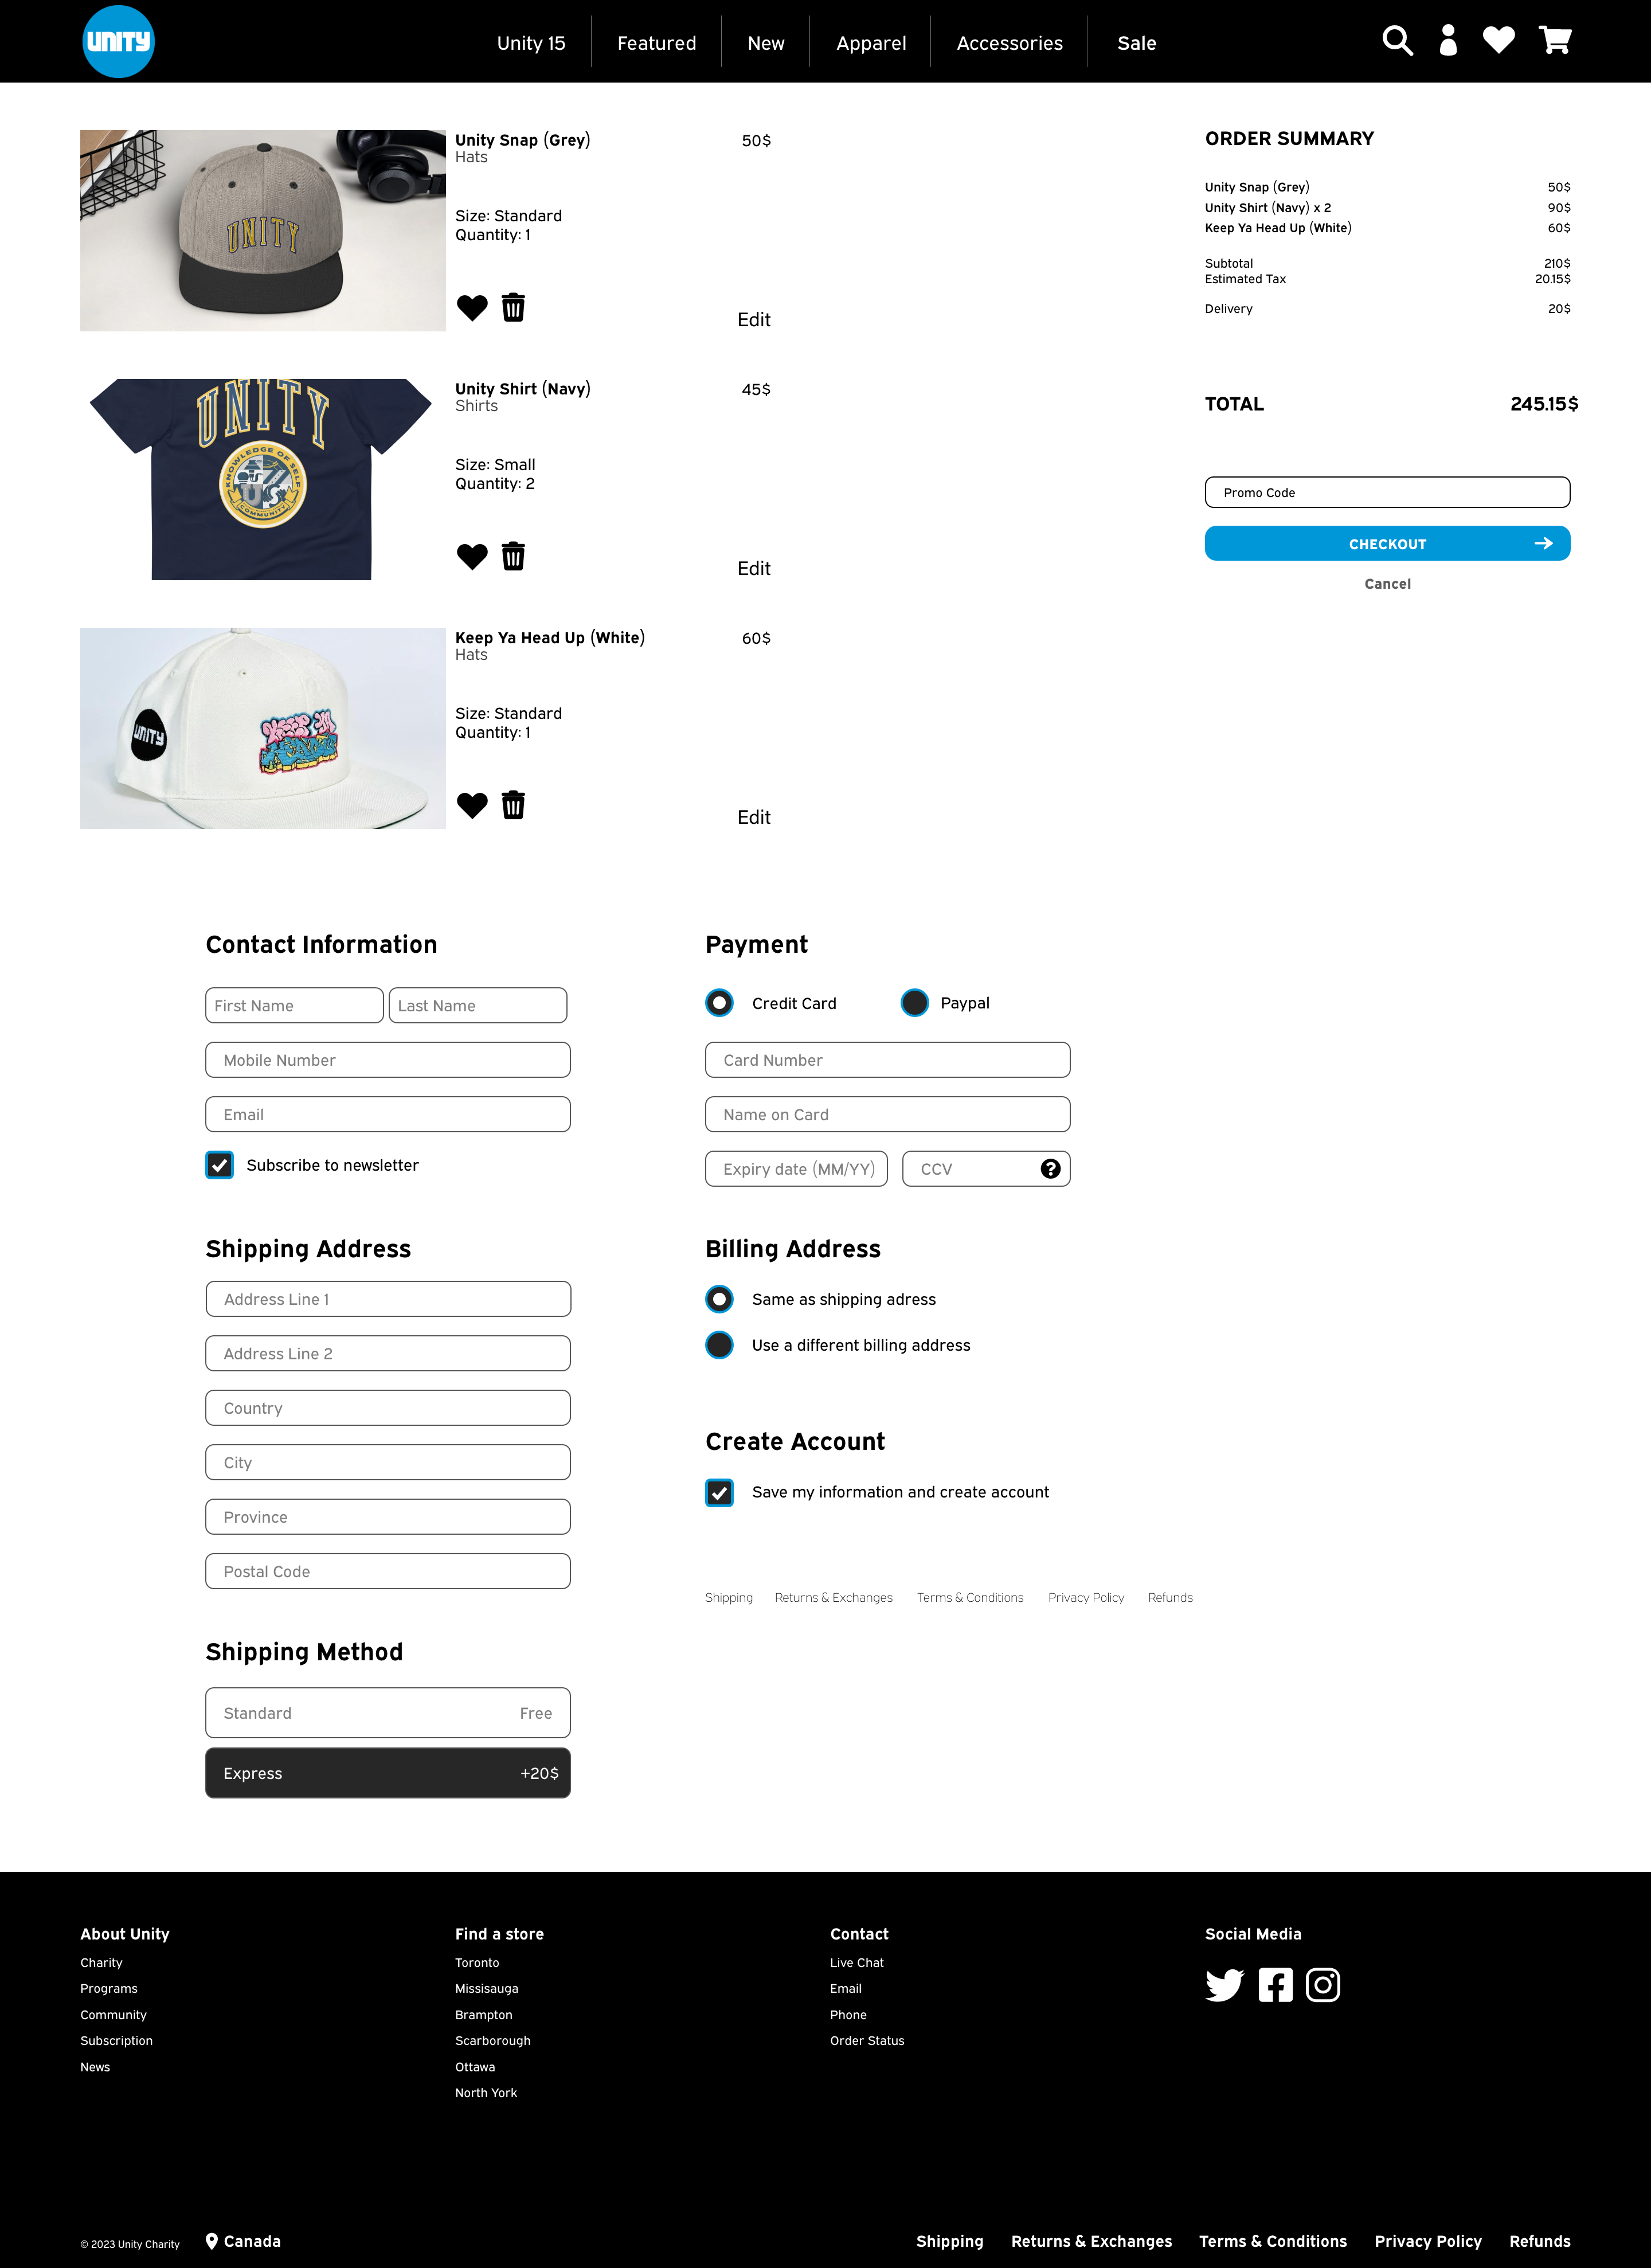 UNITY
Unity 15
Featured
New
Apparel
Accessories
Sale
UNITY
Unity Snap (Grey)
50$
Hats
Size: Standard
Quantity: 1
Edit
UNITY
KNOWLEDGE OF SELF
COMMUNITY
Unity Shirt (Navy)
45$
Shirts
Size: Small
Quantity: 2
Edit
UNITY
Keep Ya Head Up (White)
60$
Hats
Size: Standard
Quantity: 1
Edit
ORDER SUMMARY
Unity Snap (Grey) 50$
Unity Shirt (Navy) x 2 90$
Keep Ya Head Up (White) 60$
Subtotal 210$
Estimated Tax 20.15$
Delivery 20$
TOTAL 245.15$
Promo Code
CHECKOUT
Cancel
Contact Information
First Name
Last Name
Mobile Number
Email
Subscribe to newsletter
Shipping Address
Address Line 1
Address Line 2
Country
City
Province
Postal Code
Shipping Method
Standard Free
Express +20$
Payment
Credit Card
Paypal
Card Number
Name on Card
Expiry date (MM/YY)
CCV
?
Billing Address
Same as shipping adress
Use a different billing address
Create Account
Save my information and create account
Shipping
Returns & Exchanges
Terms & Conditions
Privacy Policy
Refunds
About Unity
Charity
Programs
Community
Subscription
News
Find a store
Toronto
Missisauga
Brampton
Scarborough
Ottawa
North York
Contact
Live Chat
Email
Phone
Order Status
Social Media
© 2023 Unity Charity
Canada
Shipping
Returns & Exchanges
Terms & Conditions
Privacy Policy
Refunds